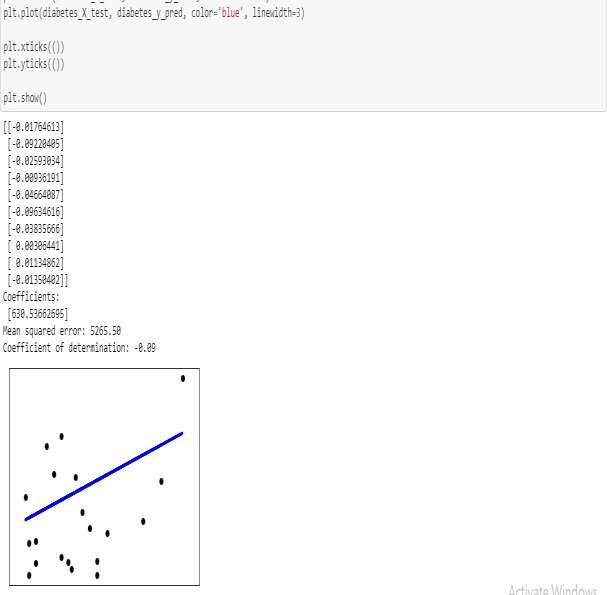 plt.plot(diabetes_X_test, diabetes_y_pred, color='blue', linewidth=3)
plt.xticks(())
plt.yticks(())
plt.show()
[[-0.01764613]
[-0.09220405]
[-0.02593034]
[-0.00936191]
[-0.04664087]
[-0.09634616]
[-0.03835666]
[ 0.00306441]
[ 0.01134862]
[-0.01350402]]
Coefficients:
[630.53662695]
Mean squared error: 5265.50
Coefficient of determination: -0.09
Activate Windows